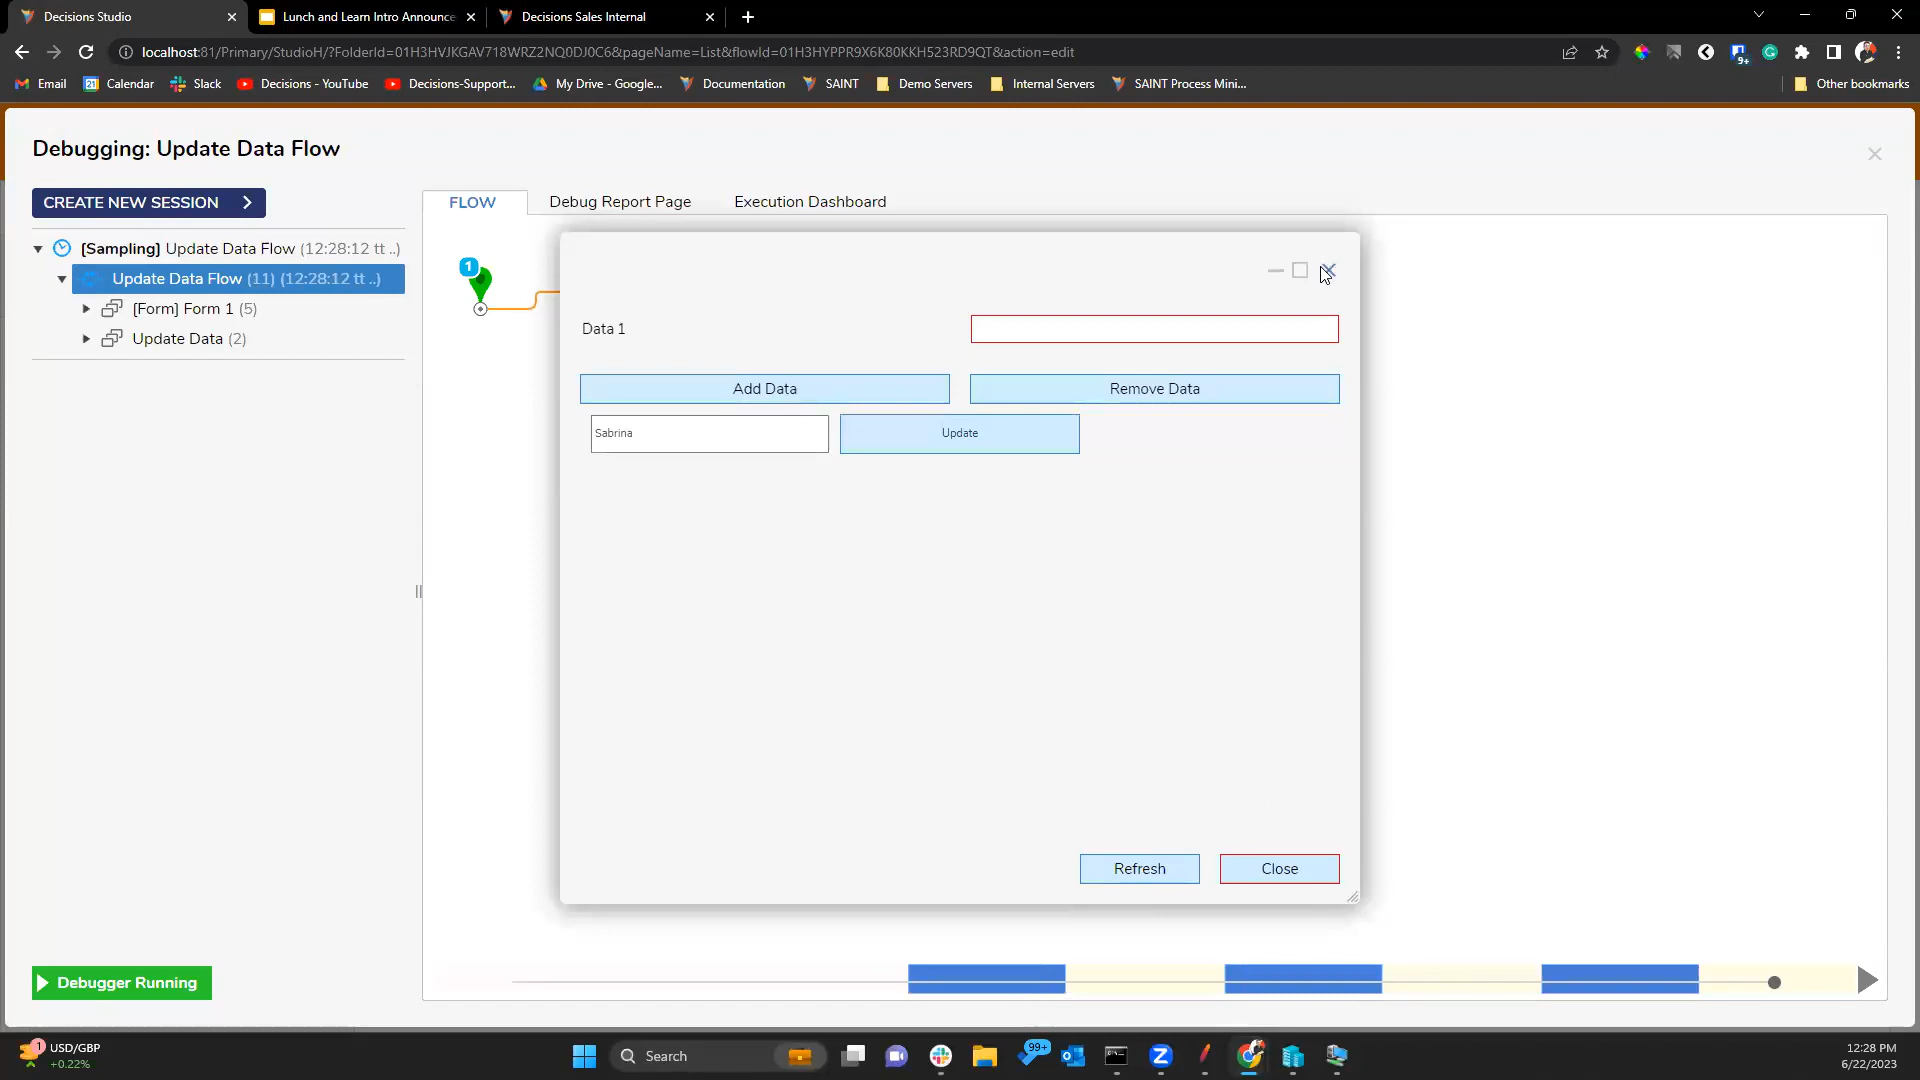 Decisions Studio
Lunch and Learn Intro Announce
Decisions Sales Internal
localhost:81/Primary/StudioH/?FolderId=01H3HVJKGAV718WRZ2NQ0DJ0C6&pageName=List&flowId=01H3HYPPR9X6K80KKH523RD9QT&action=edit
9+
Email
21
Calendar
Slack
Decisions - YouTube
Decisions-Support...
My Drive - Google...
Documentation
SAINT
Demo Servers
Internal Servers
SAINT Process Mini...
Other bookmarks
Debugging: Update Data Flow
CREATE NEW SESSION
FLOW
Debug Report Page
Execution Dashboard
[Sampling] Update Data Flow (12:28:12 tt ..)
Update Data Flow (11) (12:28:12 tt ..)
[Form] Form 1 (5)
Update Data (2)
1
Data 1
Add Data
Remove Data
Sabrina
Update
Refresh
Close
Debugger Running
1
USD/GBP
+0.22%
Search
99+
12:28 PM
6/22/2023